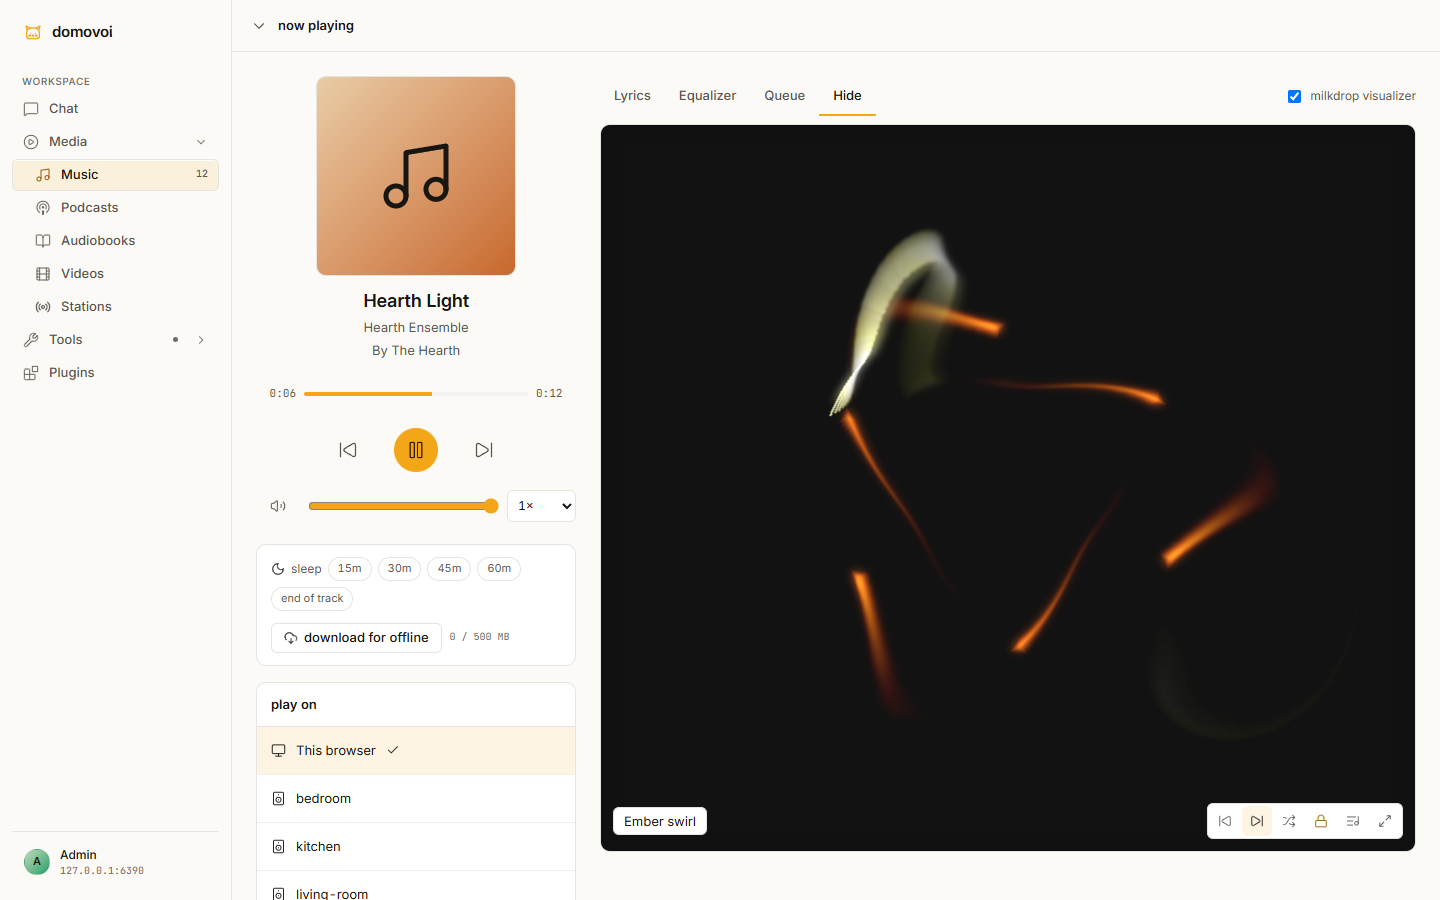 domovoi
WORKSPACE
Chat
Media
Music 12
Podcasts
Audiobooks
Videos
Stations
Tools
Plugins
A
Admin
127.0.0.1:6390
now playing
Hearth Light
Hearth Ensemble
By The Hearth
0:06 0:12
1×
sleep 15m 30m 45m 60m
end of track
download for offline 0 / 500 MB
play on
This browser
bedroom
kitchen
living-room
Lyrics Equalizer Queue Hide milkdrop visualizer
Ember swirl